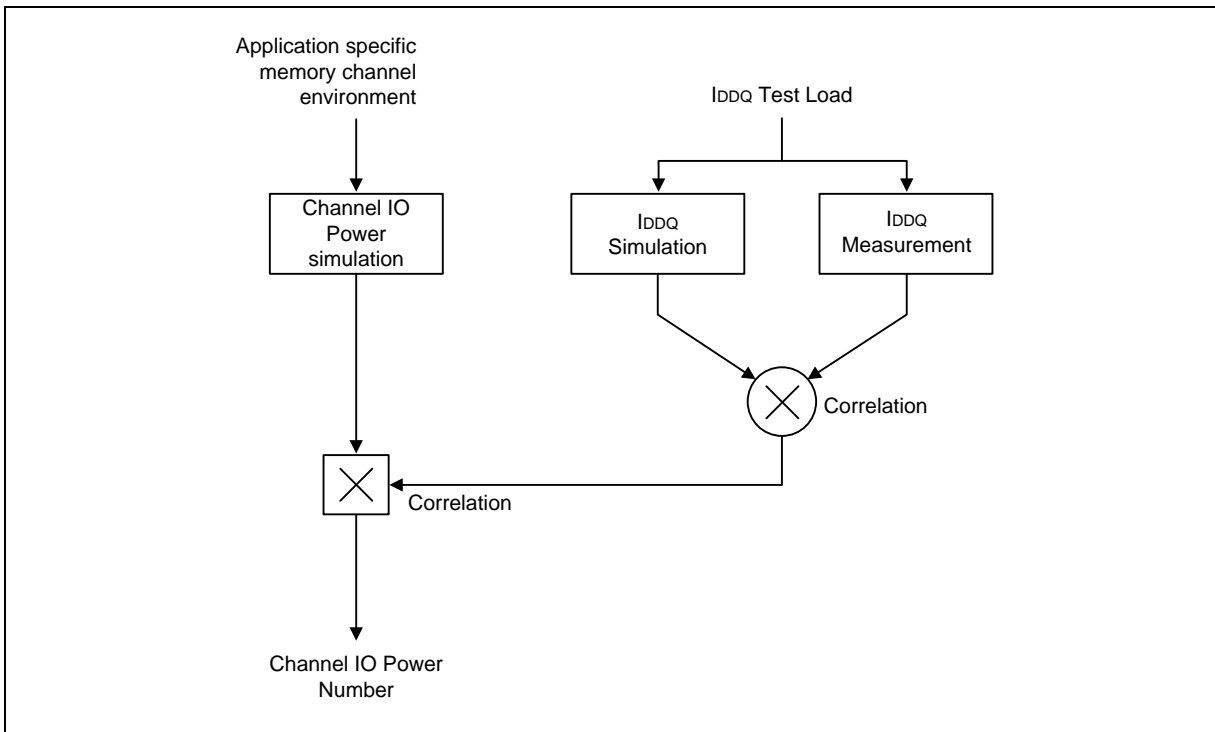 Application specific
memory channel
environment
IDDQ Test Load
Channel IO
Power
simulation
IDDQ
Simulation
IDDQ
Measurement
Correlation
Correlation
Channel IO Power
Number